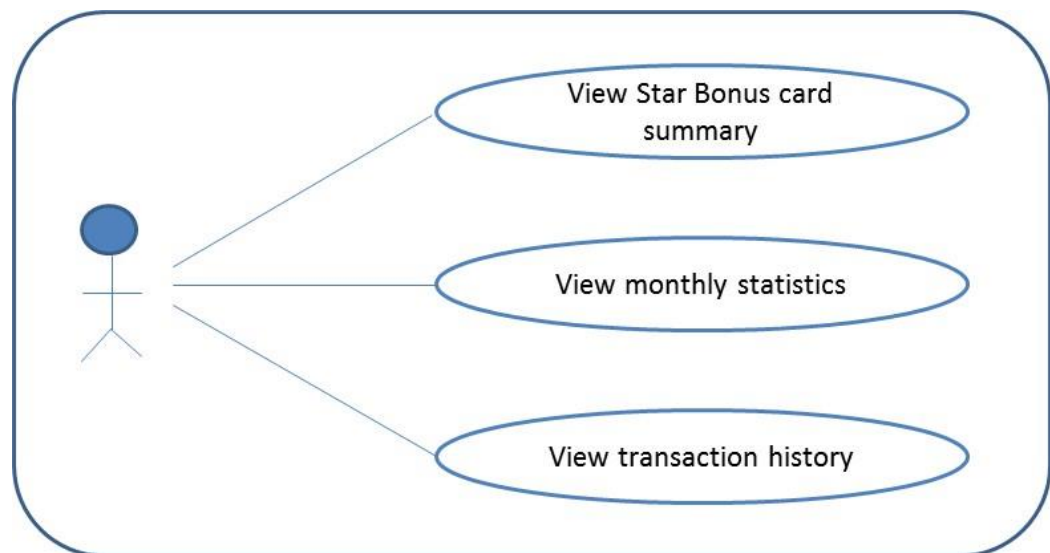 View Star Bonus card
summary
View monthly statistics
View transaction history